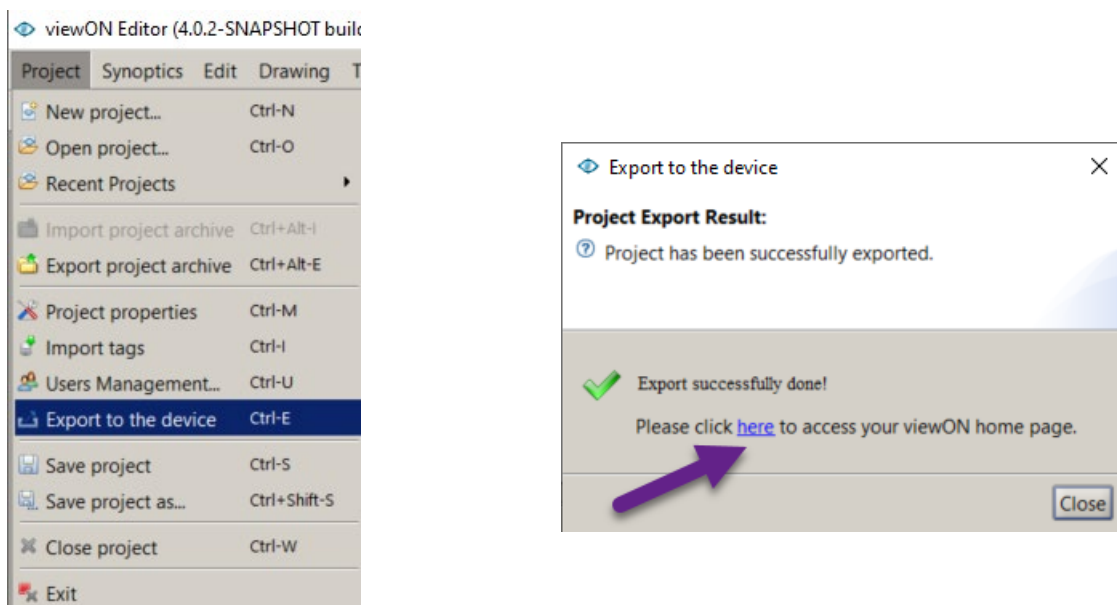 viewON Editor (4.0.2-SNAPSHOT
Project Synoptics Edit Drawing
New project... Ctrl-N
Open project... Ctrl-O
Recent Projects
Import project archive Ctrl+Alt-I
Export project archive Ctrl+Alt-E
Project properties Ctrl-M
Import tags Ctrl-I
Users Management... Ctrl-U
Export to the device Ctrl-E
Save project Ctrl-S
Save project as... Ctrl+Shift-S
Close project Ctrl-W
Exit
Export to the device
Project Export Result:
Project has been successfully exported.
Export successfully done!
Please click here to access your viewON home page.
Close